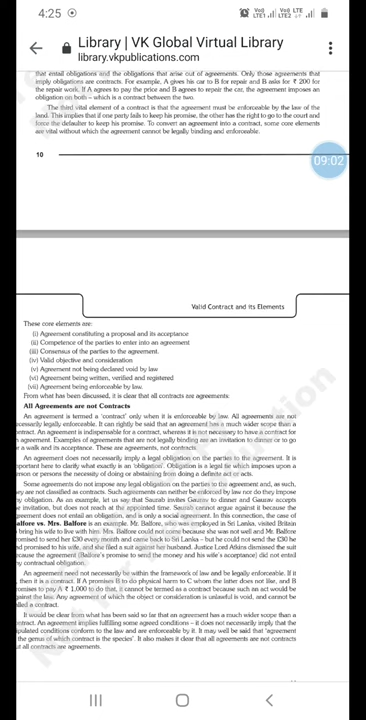 4:25
Vo)) LTE1 Vo)) LTE LTE2
Library | VK Global Virtual Library
library.vkpublications.com
that entail obligations and the obligations that arise out of agreements. Only those agreements that
imply obligations are contracts. For example, A gives his car to B for repair and B asks for ₹ 200 for
the repair work. If A agrees to pay the price and B agrees to repair the car, the agreement imposes an
obligation on both – which is a contract between the two.
The third vital element of a contract is that the agreement must be enforceable by the law of the
land. This implies that if one party fails to keep his promise, the other has the right to go to the court and
force the defaulter to keep his promise. To convert an agreement into a contract, some core elements
are vital without which the agreement cannot be legally binding and enforceable.
10
09:02
Valid Contract and its Elements
These core elements are:
(i) Agreement constituting a proposal and its acceptance
(ii) Competence of the parties to enter into an agreement
(iii) Consensus of the parties to the agreement.
(iv) Valid objective and consideration
(v) Agreement not being declared void by law
(vi) Agreement being written, verified and registered
(vii) Agreement being enforceable by law.
From what has been discussed, it is clear that all contracts are agreements.
All Agreements are not Contracts
An agreement is termed a 'contract' only when it is enforceable by law. All agreements are not
necessarily legally enforceable. It can rightly be said that an agreement has a much wider scope than a
ontract. An agreement is indispensable for a contract, whereas it is not necessary to have a contract for
n agreement. Examples of agreements that are not legally binding are an invitation to dinner or to go
or a walk and its acceptance. These are agreements, not contracts.
An agreement does not necessarily imply a legal obligation on the parties to the agreement. It is
mportant here to clarify what exactly is an 'obligation'. Obligation is a legal tie which imposes upon a
erson or persons the necessity of doing or abstaining from doing a definite act or acts.
Some agreements do not impose any legal obligation on the parties to the agreement and, as such,
ey are not classified as contracts. Such agreements can neither be enforced by law nor do they impose
ny obligation. As an example, let us say that Saurab invites Gaurav to dinner and Gaurav accepts
e invitation, but does not reach at the appointed time. Saurab cannot argue against it because the
greement does not entail an obligation, and is only a social agreement. In this connection, the case of
alfore vs. Mrs. Balfore is an example. Mr. Balfore, who was employed in Sri Lanka, visited Britain
bring his wife to live with him. Mrs. Balfore could not come because she was not well and Mr. Balfore
romised to send her £30 every month and came back to Sri Lanka – but he could not send the £30 he
ad promised to his wife, and she filed a suit against her husband. Justice Lord Atkins dismissed the suit
ecause the agreement (Balfore's promise to send the money and his wife's acceptance) did not entail
ny contractual obligation.
An agreement need not necessarily be within the framework of law and be legally enforceable. If it
, then it is a contract. If A promises B to do physical harm to C whom the latter does not like, and B
romises to pay A ₹ 1,000 to do that, it cannot be termed as a contract because such an act would be
gainst the law. Any agreement of which the object or consideration is unlawful is void, and cannot be
alled a contract.
It would be clear from what has been said so far that an agreement has a much wider scope than a
ontract. An agreement implies fulfilling some agreed conditions – it does not necessarily imply that the
ipulated conditions conform to the law and are enforceable by it. It may well be said that 'agreement
the genus of which contract is the species'. It also makes it clear that all agreements are not contracts
ut all contracts are agreements.